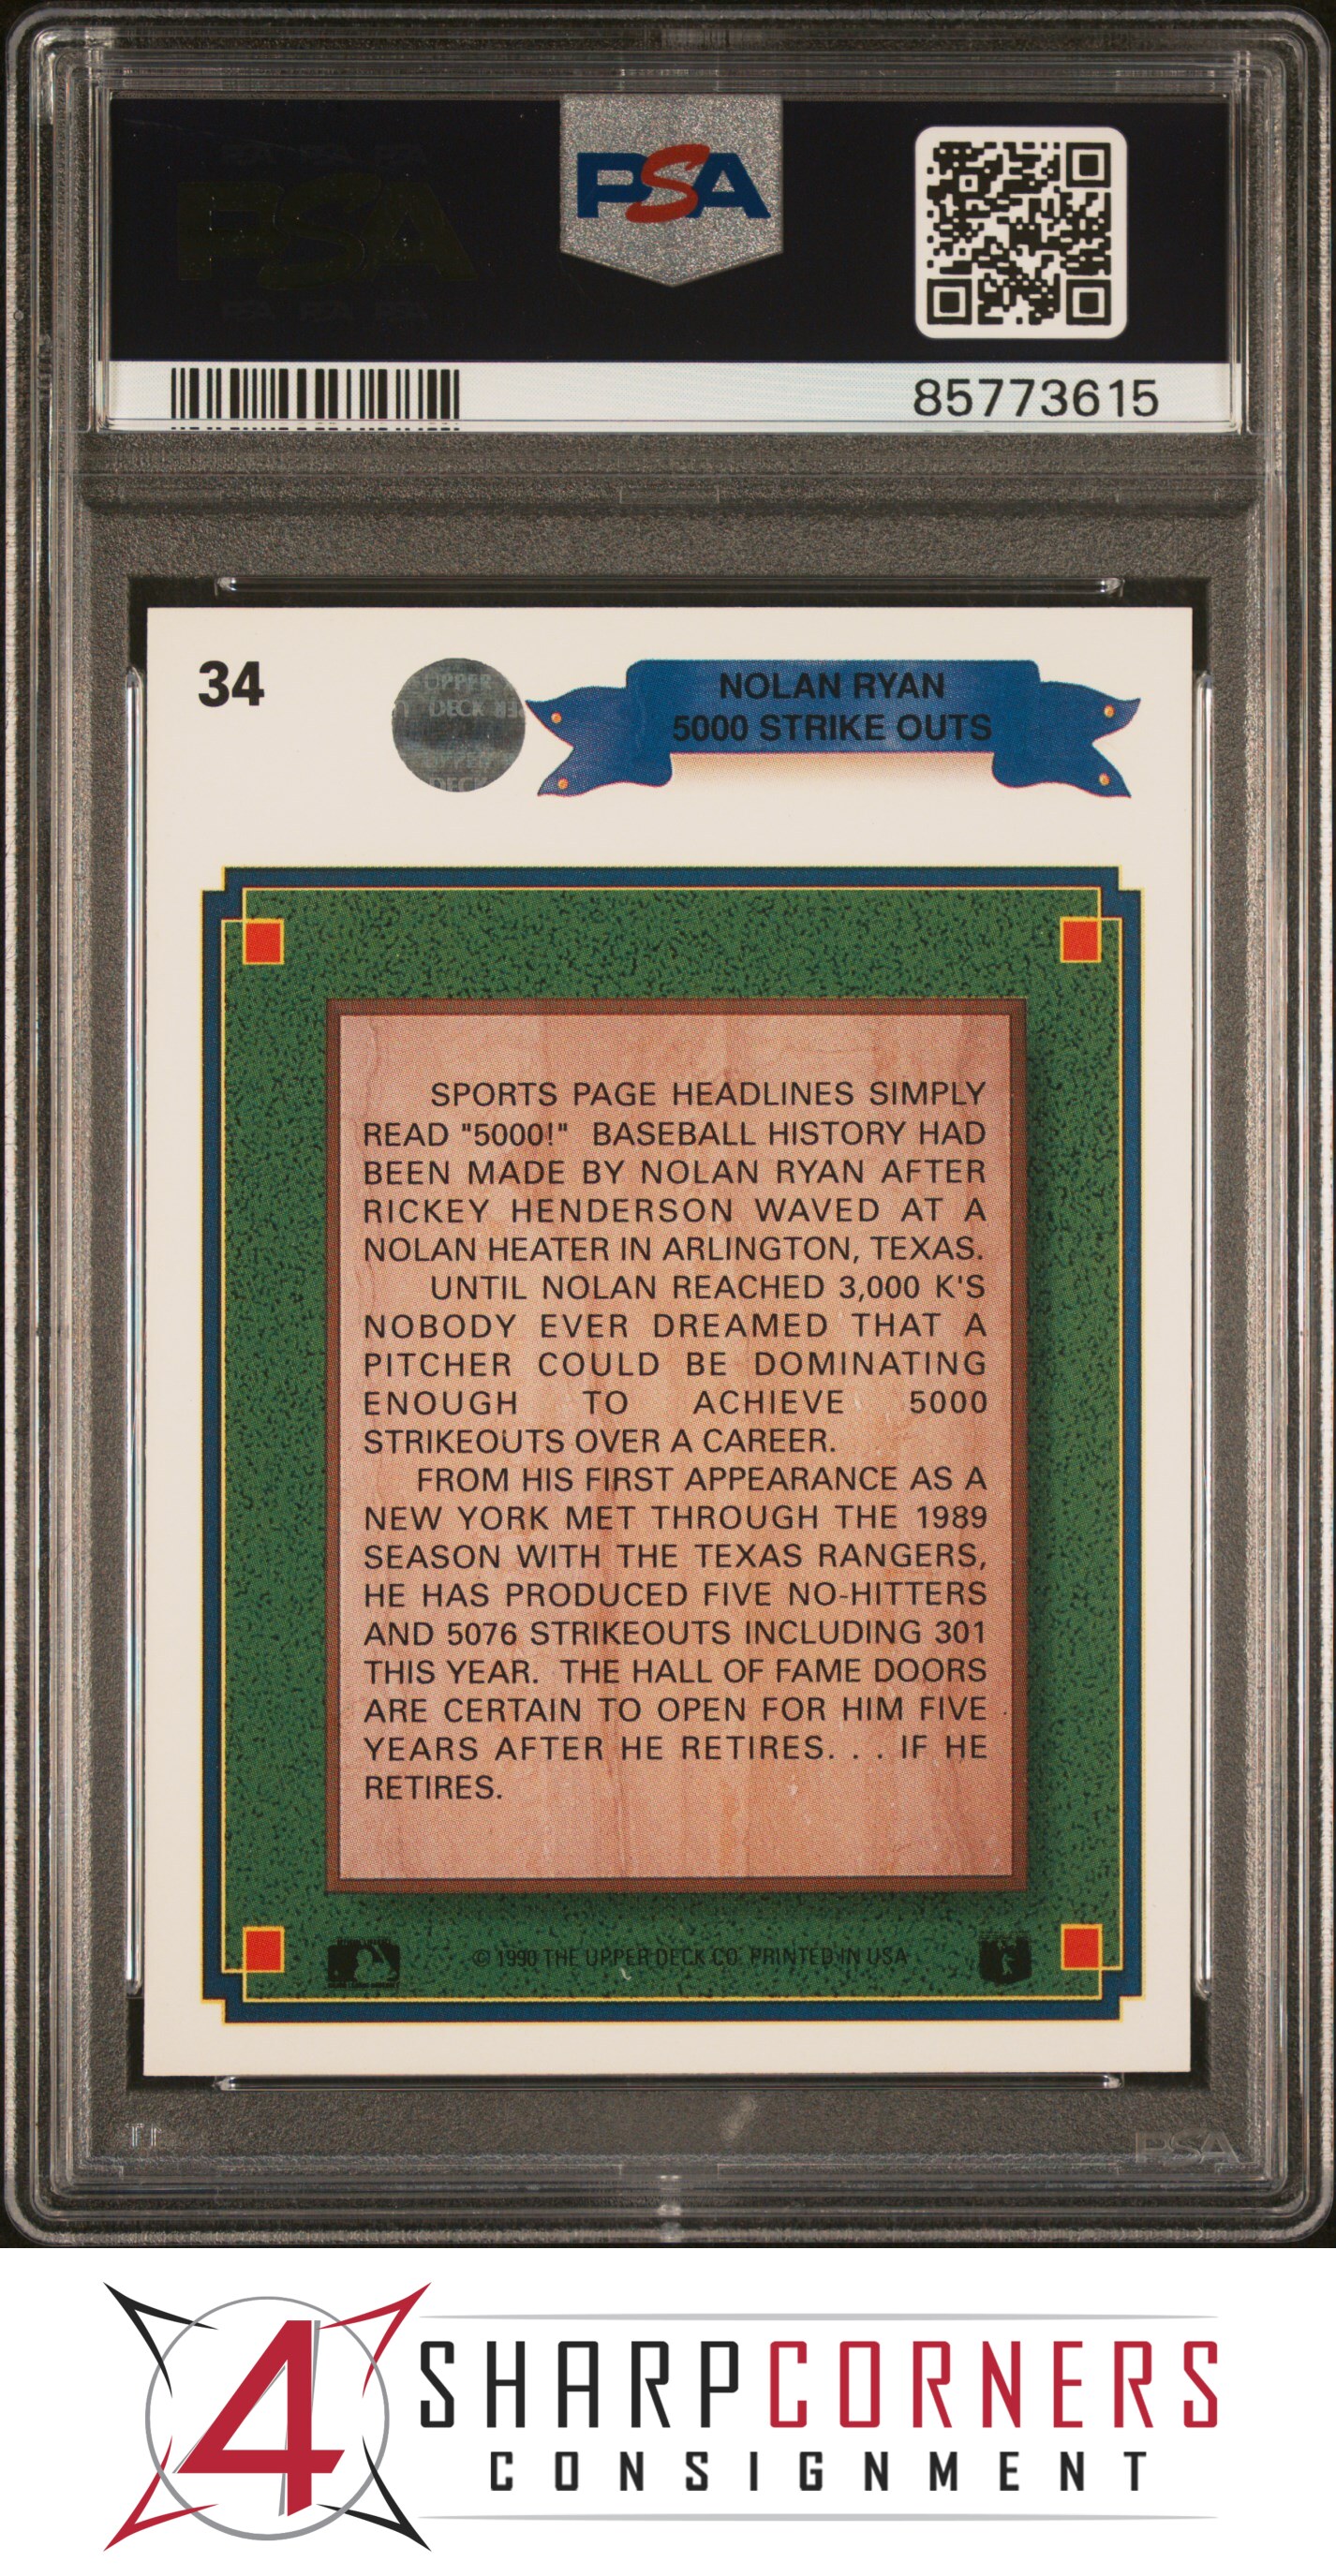 PSA
85773615
34
UPPER
DECK
UPPER
DECK
NOLAN RYAN
5000 STRIKE OUTS
SPORTS PAGE HEADLINES SIMPLY
READ "5000!" BASEBALL HISTORY HAD
BEEN MADE BY NOLAN RYAN AFTER
RICKEY HENDERSON WAVED AT A
NOLAN HEATER IN ARLINGTON, TEXAS.
UNTIL NOLAN REACHED 3,000 K'S
NOBODY EVER DREAMED THAT A
PITCHER COULD BE DOMINATING
ENOUGH TO ACHIEVE 5000
STRIKEOUTS OVER A CAREER.
FROM HIS FIRST APPEARANCE AS A
NEW YORK MET THROUGH THE 1989
SEASON WITH THE TEXAS RANGERS,
HE HAS PRODUCED FIVE NO-HITTERS
AND 5076 STRIKEOUTS INCLUDING 301
THIS YEAR. THE HALL OF FAME DOORS
ARE CERTAIN TO OPEN FOR HIM FIVE
YEARS AFTER HE RETIRES. . . IF HE
RETIRES.
© 1990 THE UPPER DECK CO. PRINTED IN USA
PSA
4 SHARPCORNERS
CONSIGNMENT